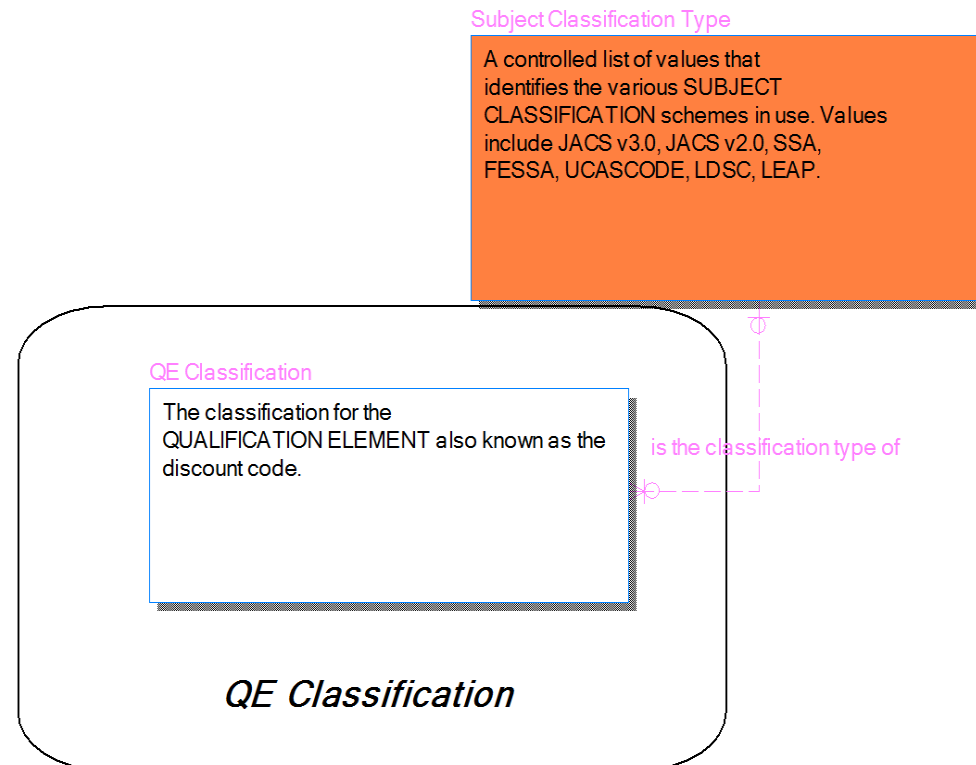 Subject Classification Type
A controlled list of values that
identifies the various SUBJECT
CLASSIFICATION schemes in use. Values
include JACS v3.0, JACS v2.0, SSA,
FESSA, UCASCODE, LDSC, LEAP.
QE Classification
The classification for the
QUALIFICATION ELEMENT also known as the
discount code.
is the classification type of
QE Classification